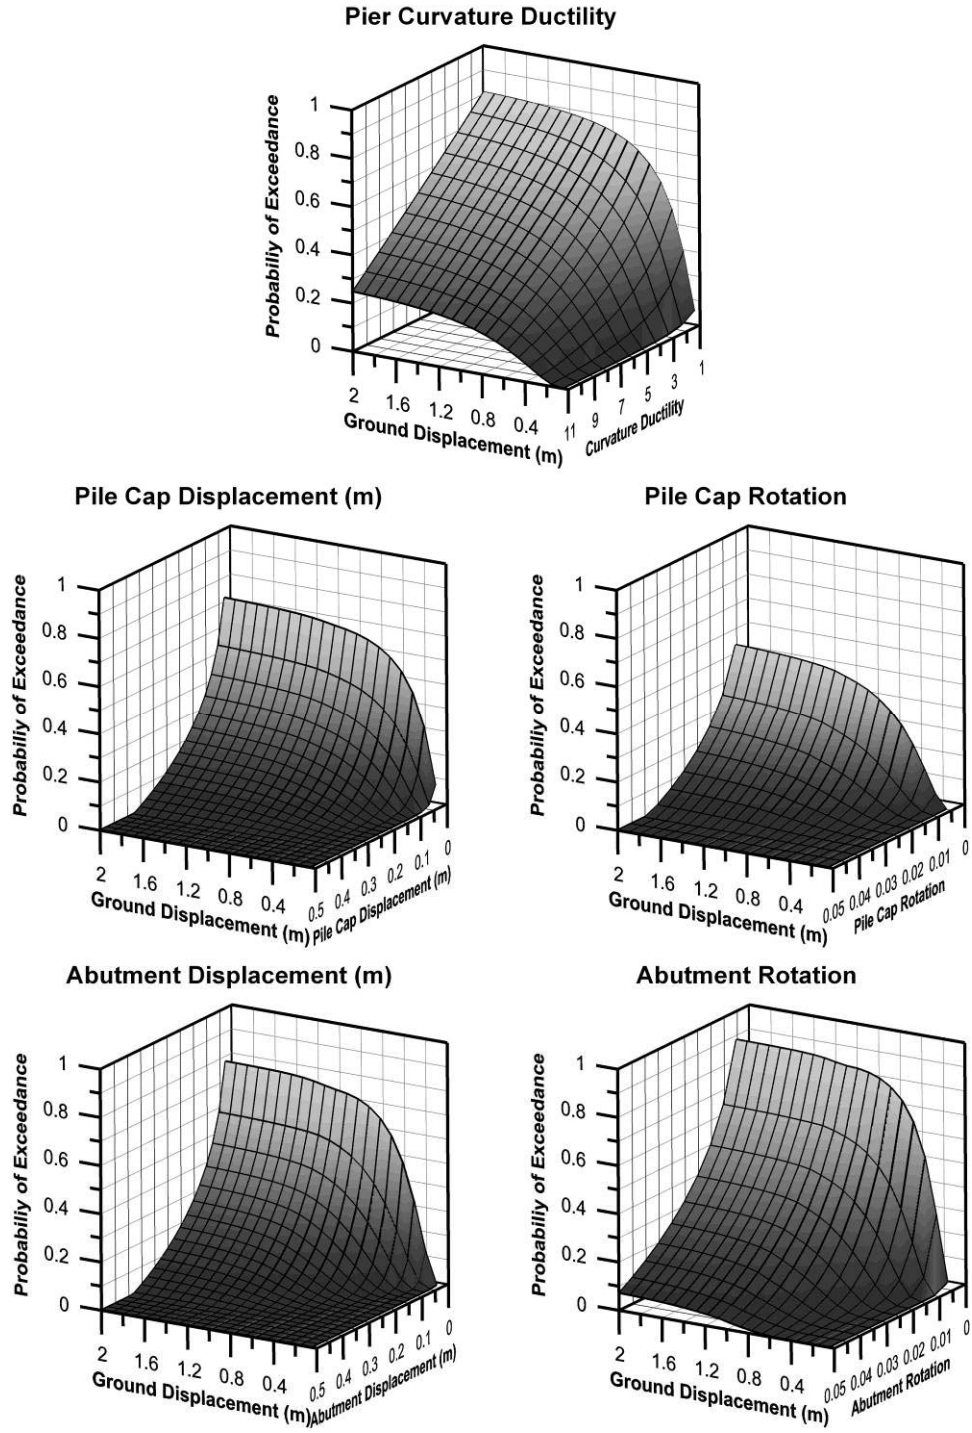 Pier Curvature Ductility
Probabiliy of Exceedance
1
0.8
0.6
0.4
0.2
0
2 1.6 1.2 0.8 0.4
Ground Displacement (m)
11 9 7 5 3 1
Curvature Ductility
Pile Cap Displacement (m)
Probabiliy of Exceedance
1
0.8
0.6
0.4
0.2
0
2 1.6 1.2 0.8 0.4
Ground Displacement (m)
0.5 0.4 0.3 0.2 0.1 0
Pile Cap Displacement (m)
Pile Cap Rotation
Probabiliy of Exceedance
1
0.8
0.6
0.4
0.2
0
2 1.6 1.2 0.8 0.4
Ground Displacement (m)
0.05 0.04 0.03 0.02 0.01 0
Pile Cap Rotation
Abutment Displacement (m)
Probabiliy of Exceedance
1
0.8
0.6
0.4
0.2
0
2 1.6 1.2 0.8 0.4
Ground Displacement (m)
0.5 0.4 0.3 0.2 0.1 0
Abutment Displacement (m)
Abutment Rotation
Probabiliy of Exceedance
1
0.8
0.6
0.4
0.2
0
2 1.6 1.2 0.8 0.4
Ground Displacement (m)
0.05 0.04 0.03 0.02 0.01 0
Abutment Rotation